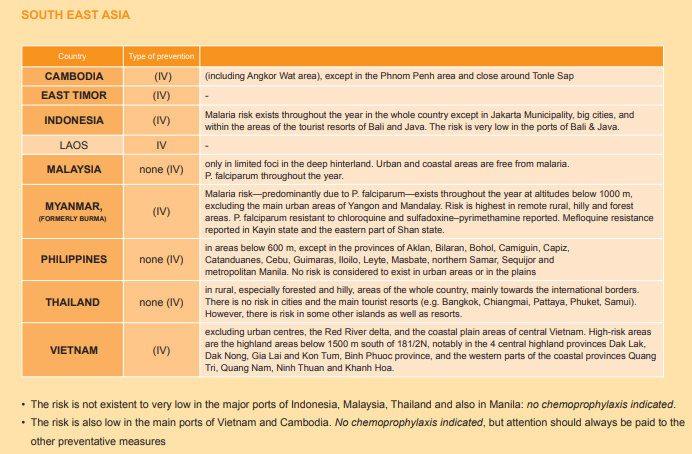 SOUTH EAST ASIA
Country Type of prevention
CAMBODIA (IV) (including Angkor Wat area), except in the Phnom Penh area and close around Tonle Sap
EAST TIMOR (IV) -
INDONESIA (IV) Malaria risk exists throughout the year in the whole country except in Jakarta Municipality, big cities, and
within the areas of the tourist resorts of Bali and Java. The risk is very low in the ports of Bali & Java.
LAOS IV -
MALAYSIA none (IV) only in limited foci in the deep hinterland. Urban and coastal areas are free from malaria.
P. falciparum throughout the year.
MYANMAR, (FORMERLY BURMA) (IV) Malaria risk—predominantly due to P. falciparum—exists throughout the year at altitudes below 1000 m,
excluding the main urban areas of Yangon and Mandalay. Risk is highest in remote rural, hilly and forest
areas. P. falciparum resistant to chloroquine and sulfadoxine–pyrimethamine reported. Mefloquine resistance
reported in Kayin state and the eastern part of Shan state.
PHILIPPINES none (IV) in areas below 600 m, except in the provinces of Aklan, Bilaran, Bohol, Camiguin, Capiz,
Catanduanes, Cebu, Guimaras, Iloilo, Leyte, Masbate, northern Samar, Sequijor and
metropolitan Manila. No risk is considered to exist in urban areas or in the plains
THAILAND none (IV) in rural, especially forested and hilly, areas of the whole country, mainly towards the international borders.
There is no risk in cities and the main tourist resorts (e.g. Bangkok, Chiangmai, Pattaya, Phuket, Samui).
However, there is risk in some other islands as well as resorts.
VIETNAM (IV) excluding urban centres, the Red River delta, and the coastal plain areas of central Vietnam. High-risk areas
are the highland areas below 1500 m south of 181/2N, notably in the 4 central highland provinces Dak Lak,
Dak Nong, Gia Lai and Kon Tum, Binh Phuoc province, and the western parts of the coastal provinces Quang
Tri, Quang Nam, Ninh Thuan and Khanh Hoa.
• The risk is not existent to very low in the major ports of Indonesia, Malaysia, Thailand and also in Manila: no chemoprophylaxis indicated.
• The risk is also low in the main ports of Vietnam and Cambodia. No chemoprophylaxis indicated, but attention should always be paid to the
other preventative measures